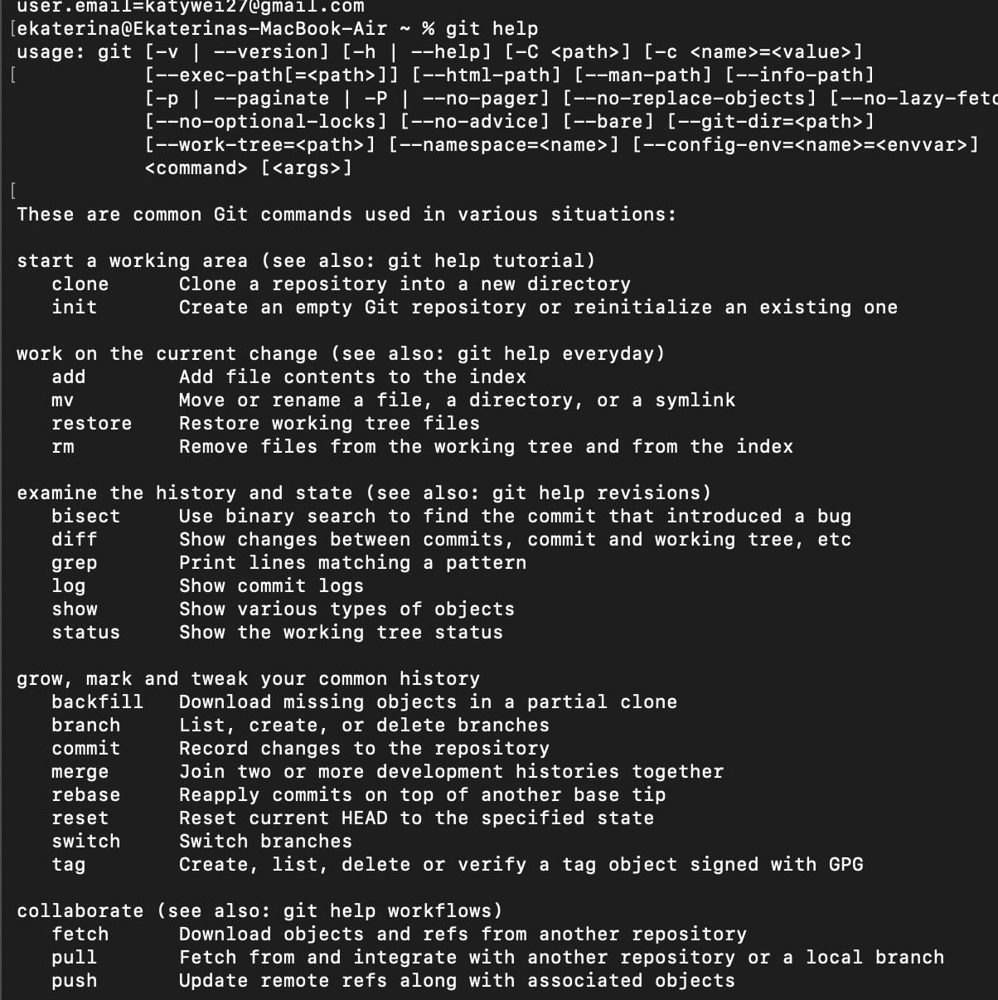 user.email=katywei27@gmail.com
[ekaterina@Ekaterinas-MacBook-Air ~ % git help
usage: git [-v | --version] [-h | --help] [-C <path>] [-c <name>=<value>]
[           [--exec-path[=<path>]] [--html-path] [--man-path] [--info-path]
           [-p | --paginate | -P | --no-pager] [--no-replace-objects] [--no-lazy-fetc
           [--no-optional-locks] [--no-advice] [--bare] [--git-dir=<path>]
           [--work-tree=<path>] [--namespace=<name>] [--config-env=<name>=<envvar>]
           <command> [<args>]
[
These are common Git commands used in various situations:

start a working area (see also: git help tutorial)
   clone      Clone a repository into a new directory
   init       Create an empty Git repository or reinitialize an existing one

work on the current change (see also: git help everyday)
   add        Add file contents to the index
   mv         Move or rename a file, a directory, or a symlink
   restore    Restore working tree files
   rm         Remove files from the working tree and from the index

examine the history and state (see also: git help revisions)
   bisect     Use binary search to find the commit that introduced a bug
   diff       Show changes between commits, commit and working tree, etc
   grep       Print lines matching a pattern
   log        Show commit logs
   show       Show various types of objects
   status     Show the working tree status

grow, mark and tweak your common history
   backfill   Download missing objects in a partial clone
   branch     List, create, or delete branches
   commit     Record changes to the repository
   merge      Join two or more development histories together
   rebase     Reapply commits on top of another base tip
   reset      Reset current HEAD to the specified state
   switch     Switch branches
   tag        Create, list, delete or verify a tag object signed with GPG

collaborate (see also: git help workflows)
   fetch      Download objects and refs from another repository
   pull       Fetch from and integrate with another repository or a local branch
   push       Update remote refs along with associated objects